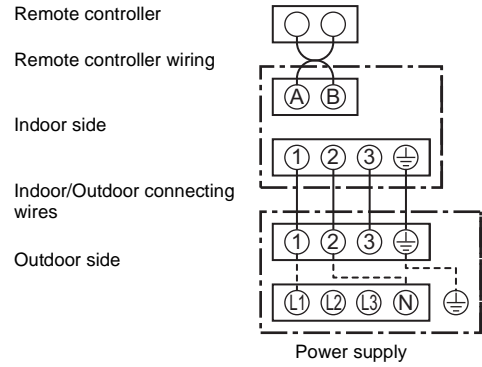 Remote controller
Remote controller wiring
A B
Indoor side
1 2 3
Indoor/Outdoor connecting
wires
1 2 3
Outdoor side
L1 L2 L3 N
Power supply